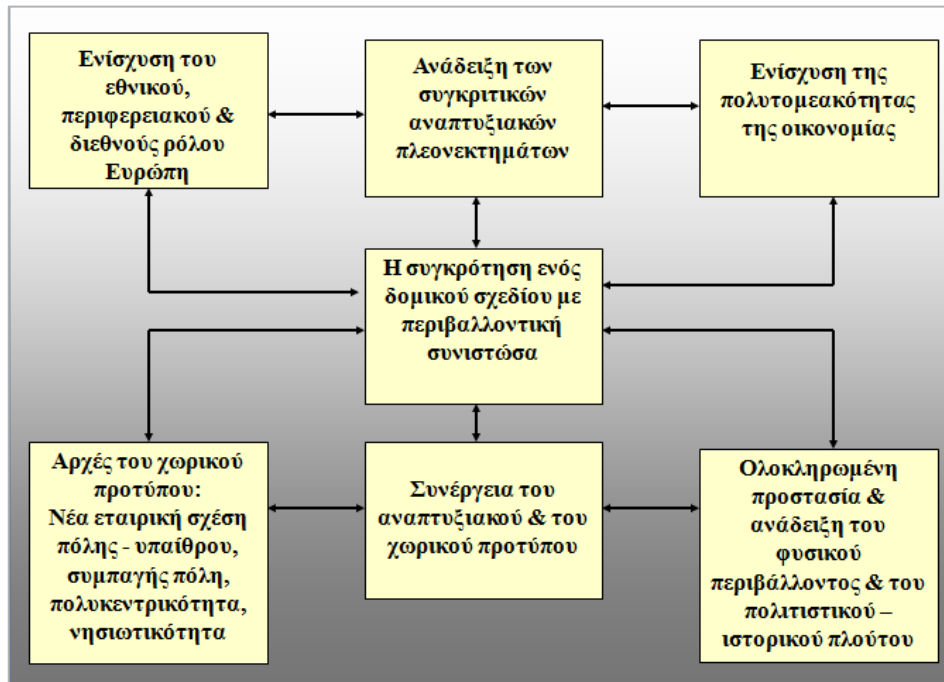 Ενίσχυση του
εθνικού,
περιφερειακού &
διεθνούς ρόλου
Ευρώπη
Ανάδειξη των
συγκριτικών
αναπτυξιακών
πλεονεκτημάτων
Ενίσχυση της
πολυτομεακότητας
της οικονομίας
Η συγκρότηση ενός
δομικού σχεδίου με
περιβαλλοντική
συνιστώσα
Αρχές του χωρικού
προτύπου:
Νέα εταιρική σχέση
πόλης - υπαίθρου,
συμπαγής πόλη,
πολυκεντρικότητα,
νησιωτικότητα
Συνέργεια του
αναπτυξιακού & του
χωρικού προτύπου
Ολοκληρωμένη
προστασία &
ανάδειξη του
φυσικού
περιβάλλοντος & του
πολιτιστικού –
ιστορικού πλούτου